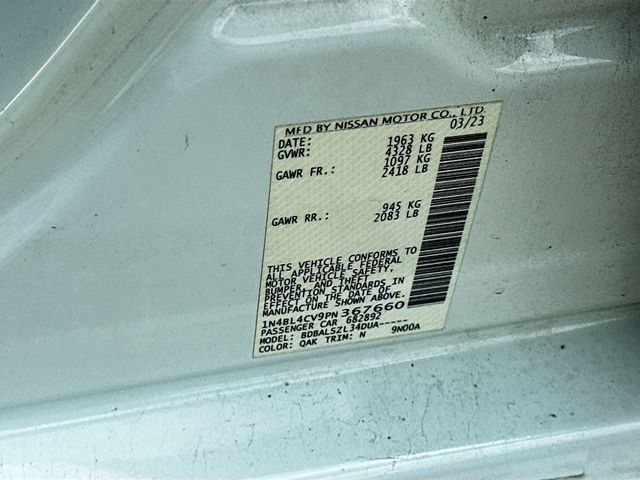 MFD BY NISSAN MOTOR CO., LTD.
DATE: 03/23
GVWR: 1963 KG
4328 LB
GAWR FR.: 1097 KG
2418 LB
GAWR RR.: 945 KG
2083 LB
THIS VEHICLE CONFORMS TO
ALL APPLICABLE FEDERAL
MOTOR VEHICLE SAFETY,
BUMPER, AND THEFT
PREVENTION STANDARDS IN
EFFECT ON THE DATE OF
MANUFACTURE SHOWN ABOVE.
1N4BL4CV9PN367660
PASSENGER CAR 682892
MODEL: BDBALSZL34DUA-----
COLOR: QAK TRIM: N 9N00A